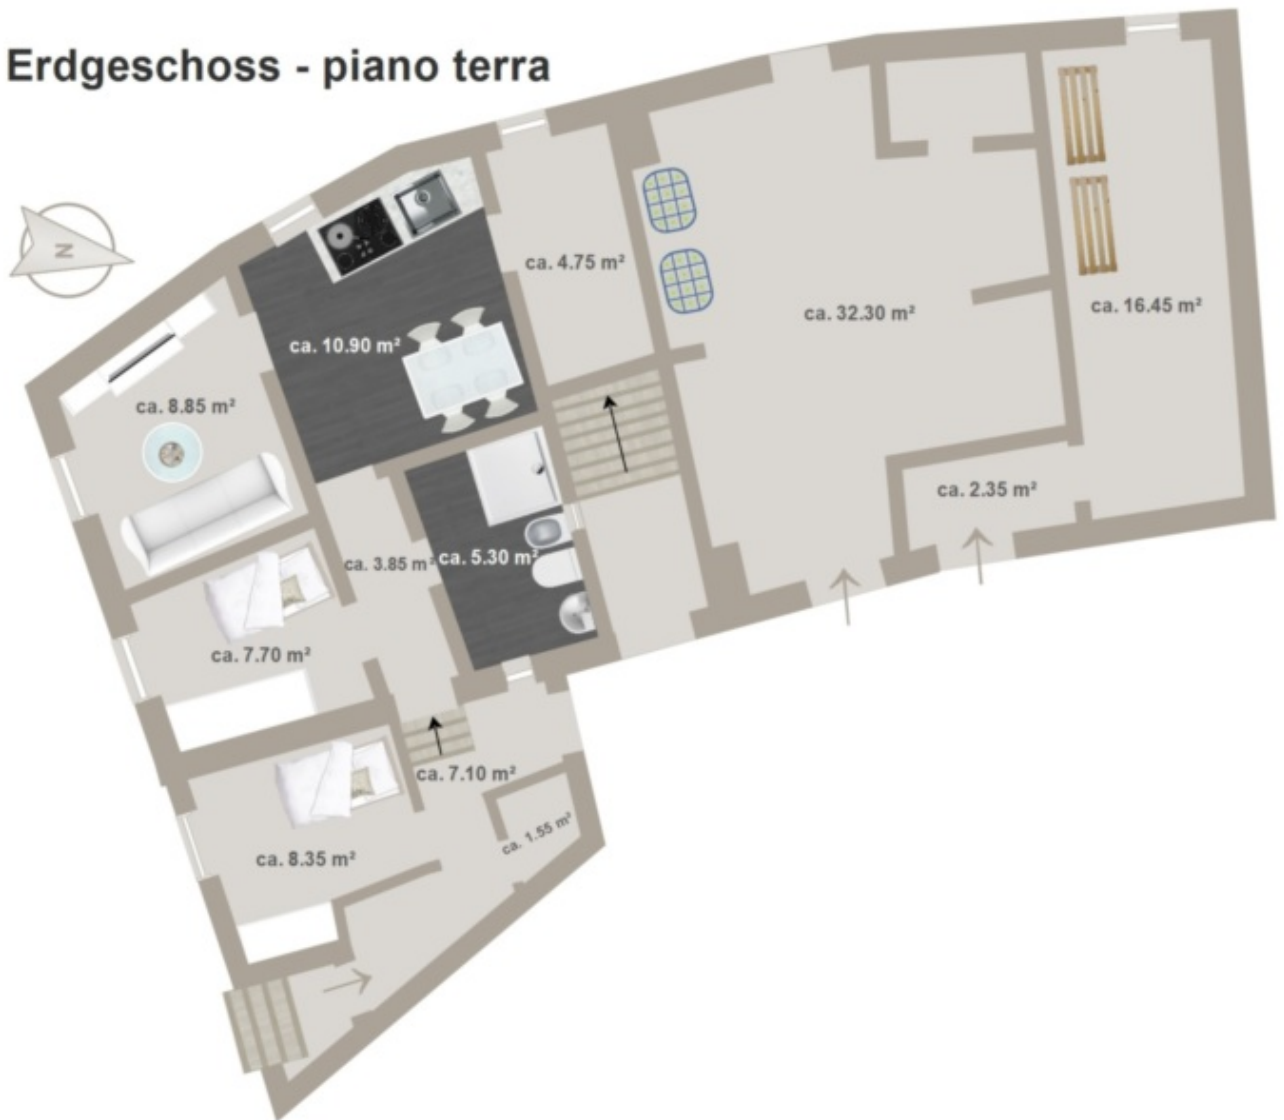 Erdgeschoss - piano terra
N
ca. 4.75 m²
ca. 32.30 m²
ca. 16.45 m²
ca. 10.90 m²
ca. 8.85 m²
ca. 2.35 m²
ca. 3.85 m²
ca. 5.30 m²
ca. 7.70 m²
ca. 7.10 m²
ca. 1.55 m²
ca. 8.35 m²